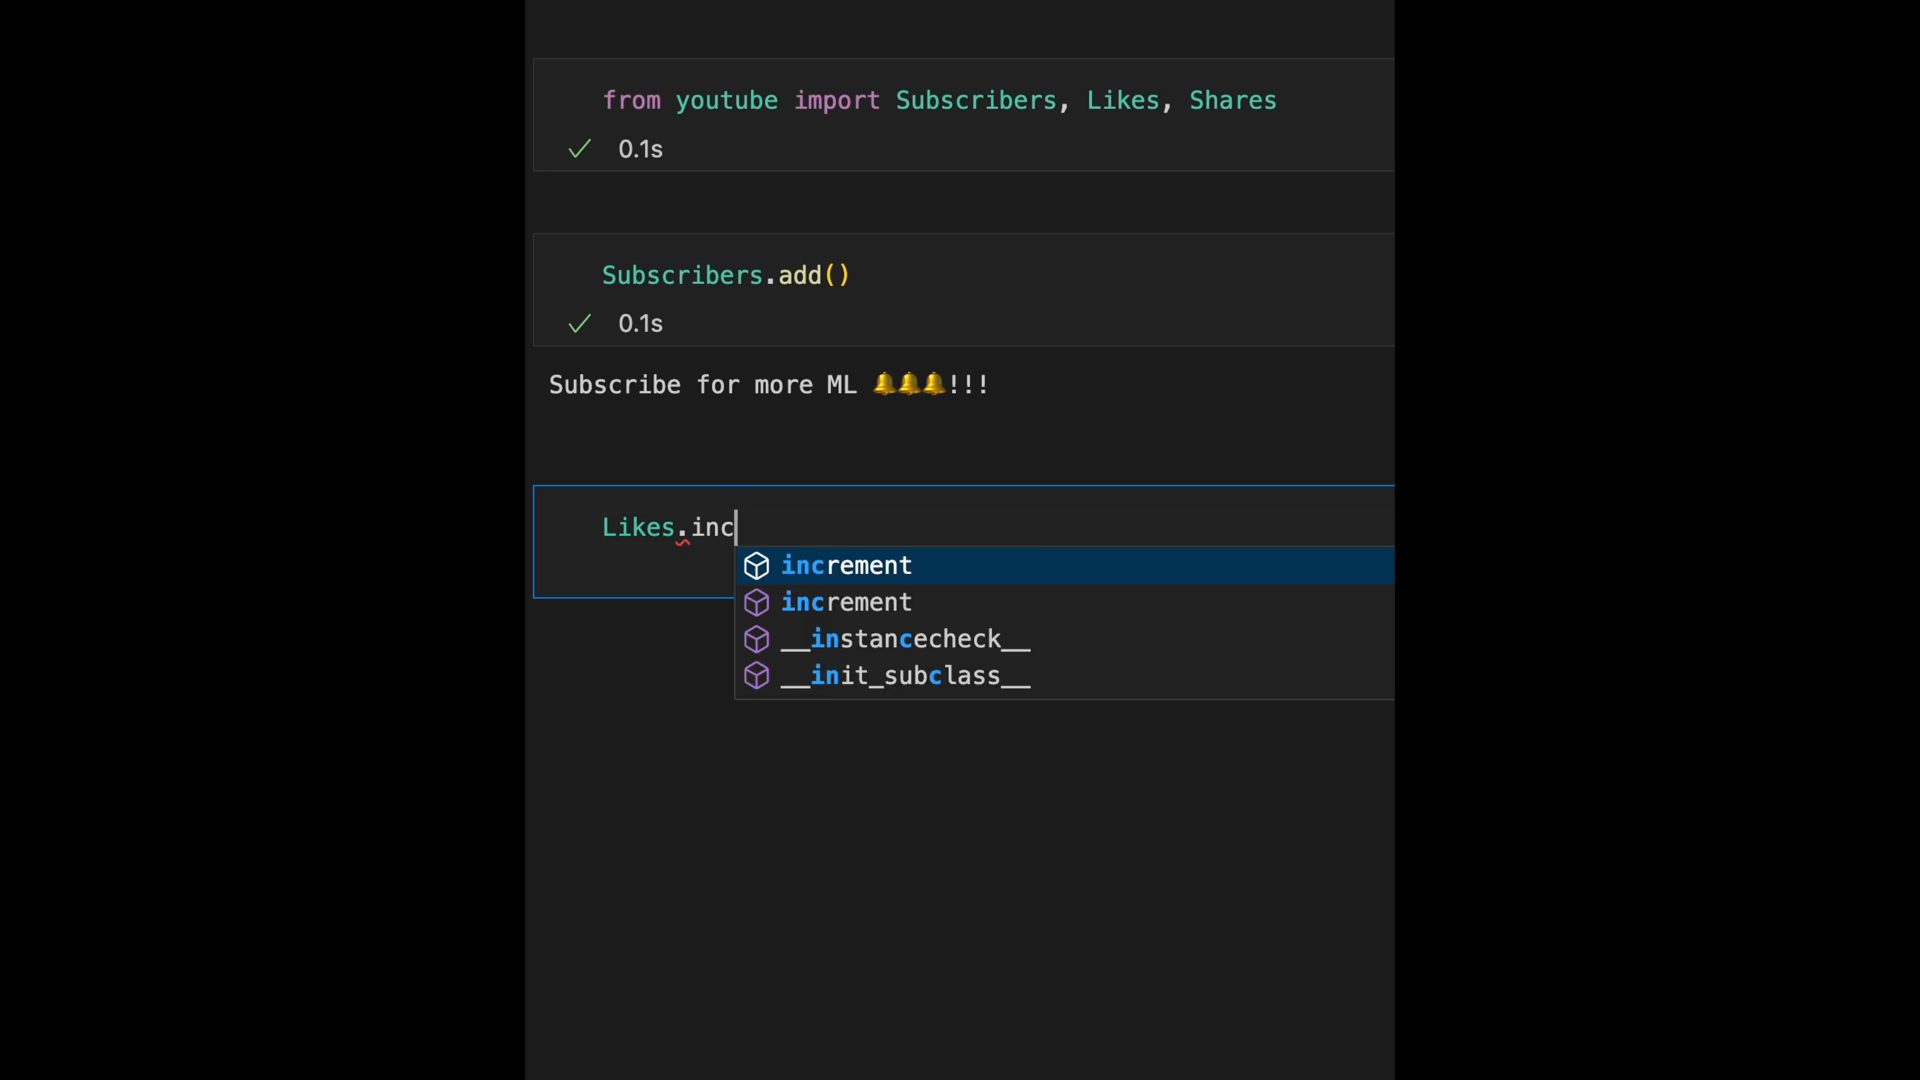 from youtube import Subscribers, Likes, Shares
✓ 0.1s
Subscribers.add()
✓ 0.1s
Subscribe for more ML 🔔🔔🔔!!!
Likes.inc
increment
increment
__instancecheck__
__init_subclass__